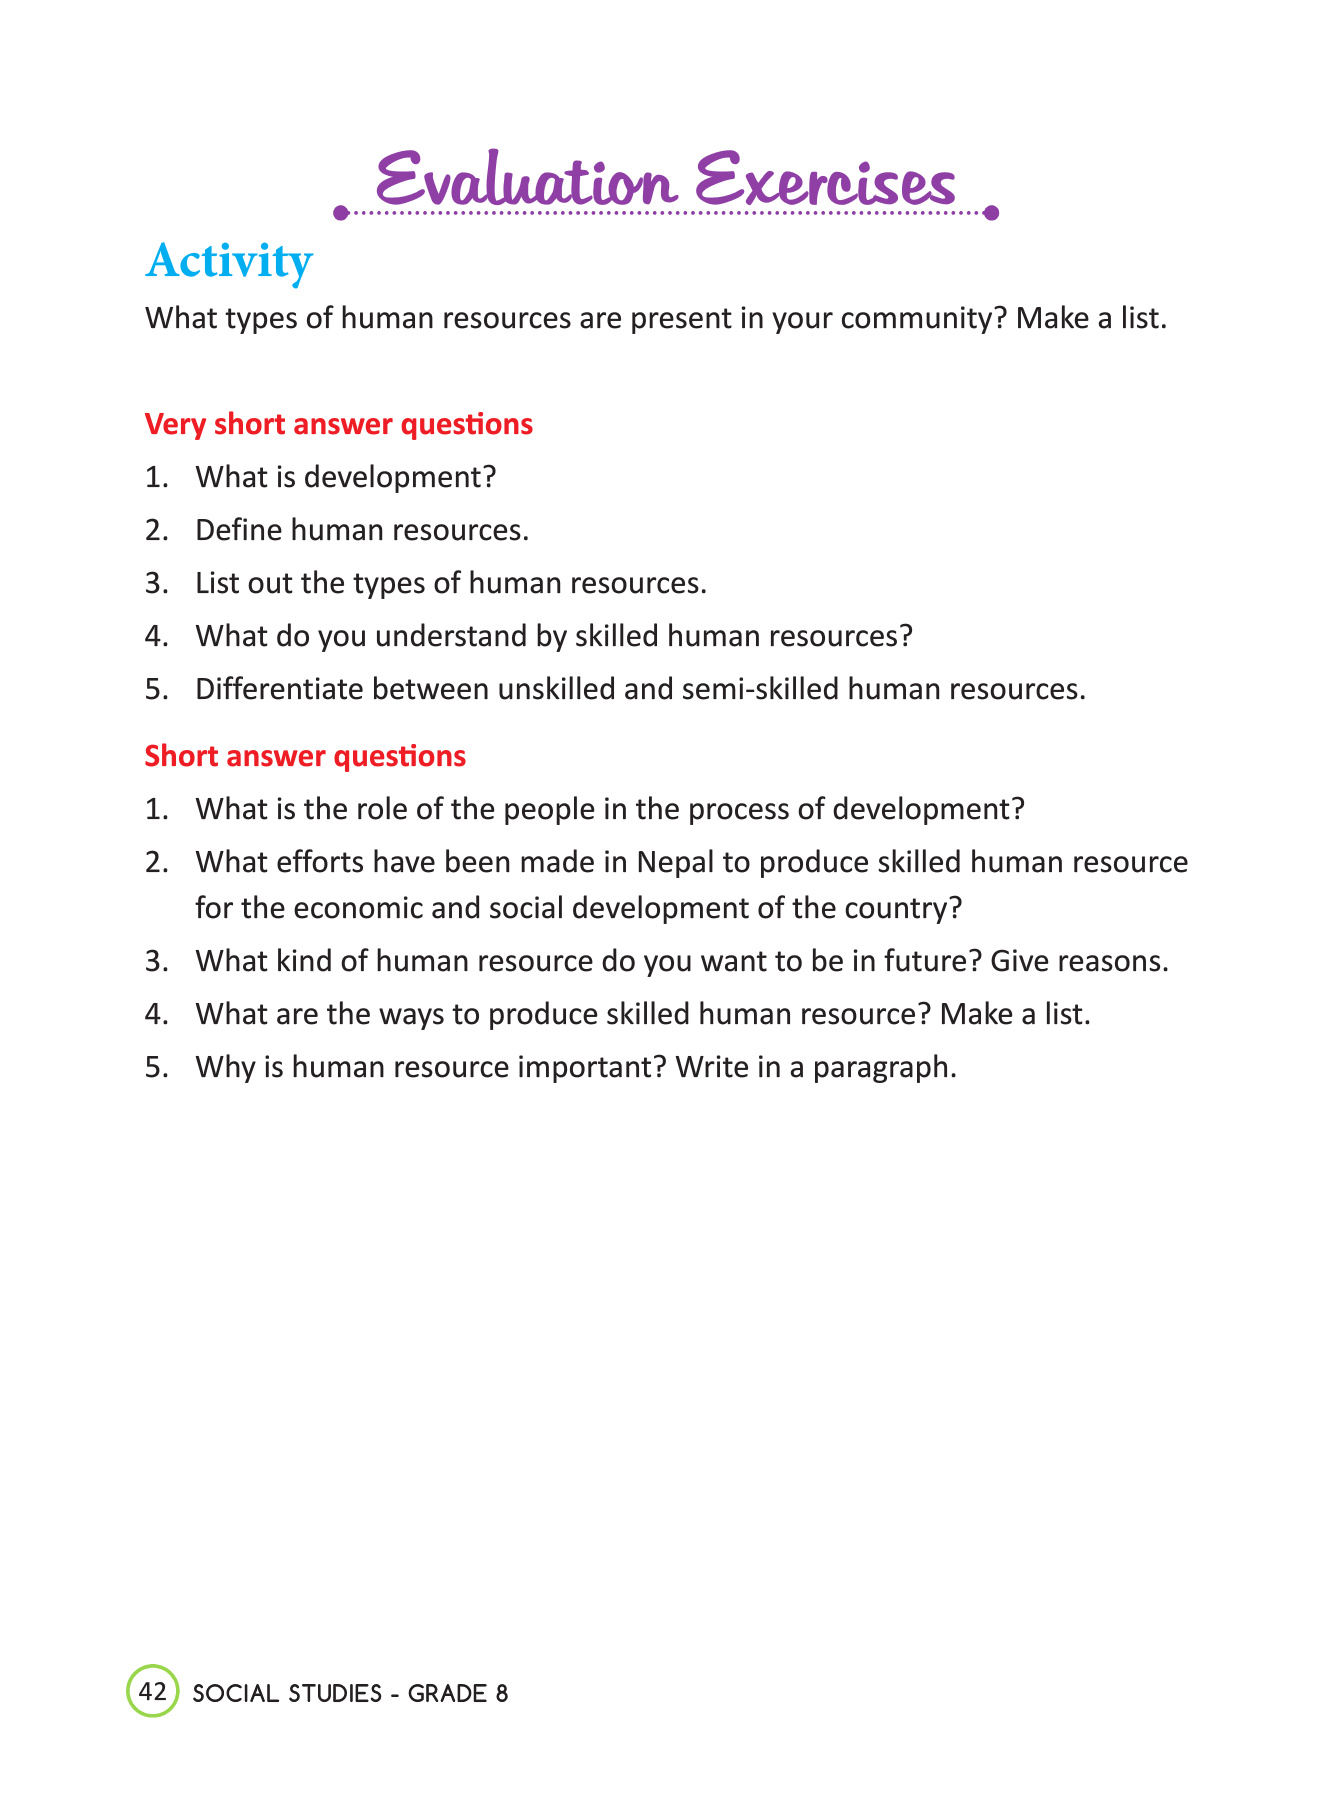 Evaluation Exercises
Activity
What types of human resources are present in your community? Make a list.
Very short answer questions
1. What is development?
2. Define human resources.
3. List out the types of human resources.
4. What do you understand by skilled human resources?
5. Differentiate between unskilled and semi-skilled human resources.
Short answer questions
1. What is the role of the people in the process of development?
2. What efforts have been made in Nepal to produce skilled human resource
for the economic and social development of the country?
3. What kind of human resource do you want to be in future? Give reasons.
4. What are the ways to produce skilled human resource? Make a list.
5. Why is human resource important? Write in a paragraph.
42 SOCIAL STUDIES - GRADE 8